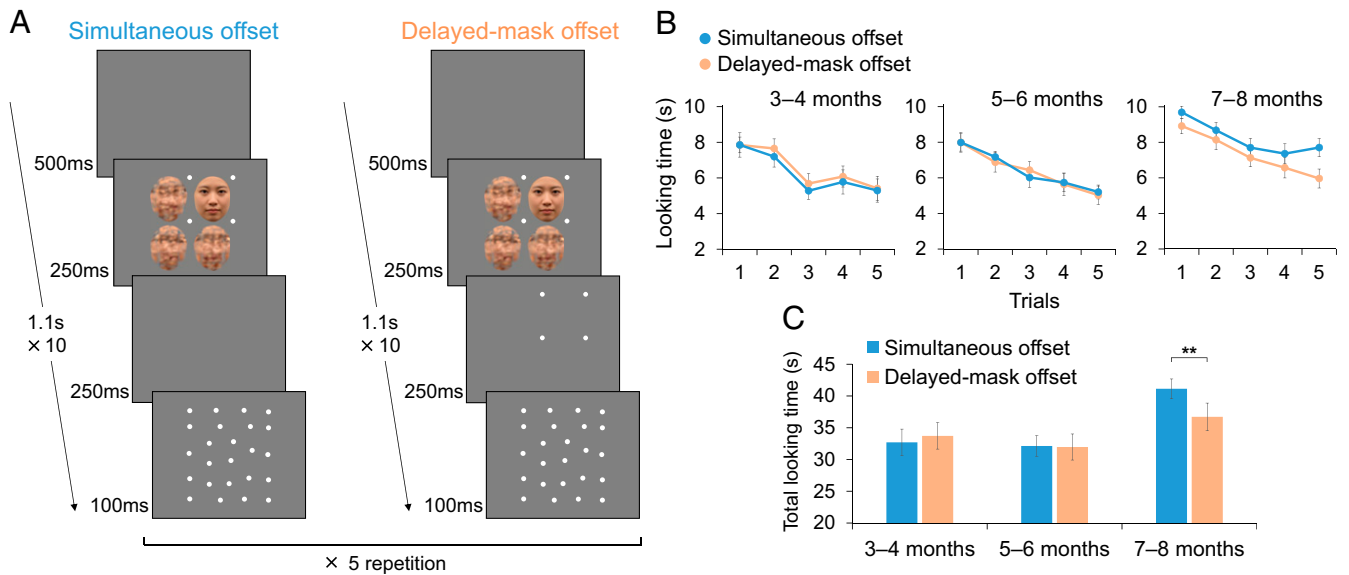 A
Simultaneous offset
Delayed-mask offset
500ms
250ms
1.1s
× 10
250ms
100ms
500ms
250ms
1.1s
× 10
250ms
100ms
× 5 repetition
B
Simultaneous offset
Delayed-mask offset
Looking time (s)
3–4 months
10
8
6
4
2
1 2 3 4 5
5–6 months
10
8
6
4
2
1 2 3 4 5
7–8 months
10
8
6
4
2
1 2 3 4 5
Trials
C
Simultaneous offset
Delayed-mask offset
Total looking time (s)
45
40
35
30
25
20
**
3–4 months 5–6 months 7–8 months